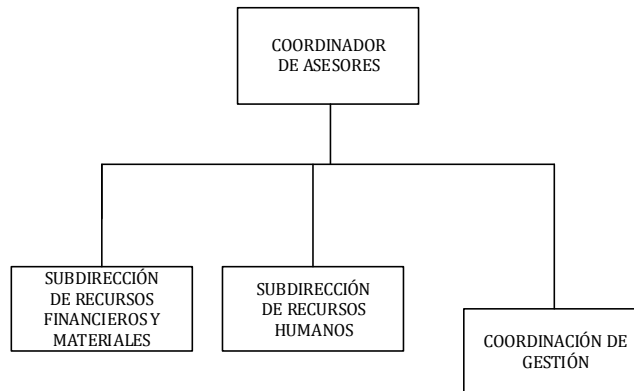 COORDINADOR
DE ASESORES
SUBDIRECCIÓN
DE RECURSOS
FINANCIEROS Y
MATERIALES
SUBDIRECCIÓN
DE RECURSOS
HUMANOS
COORDINACIÓN DE
GESTIÓN